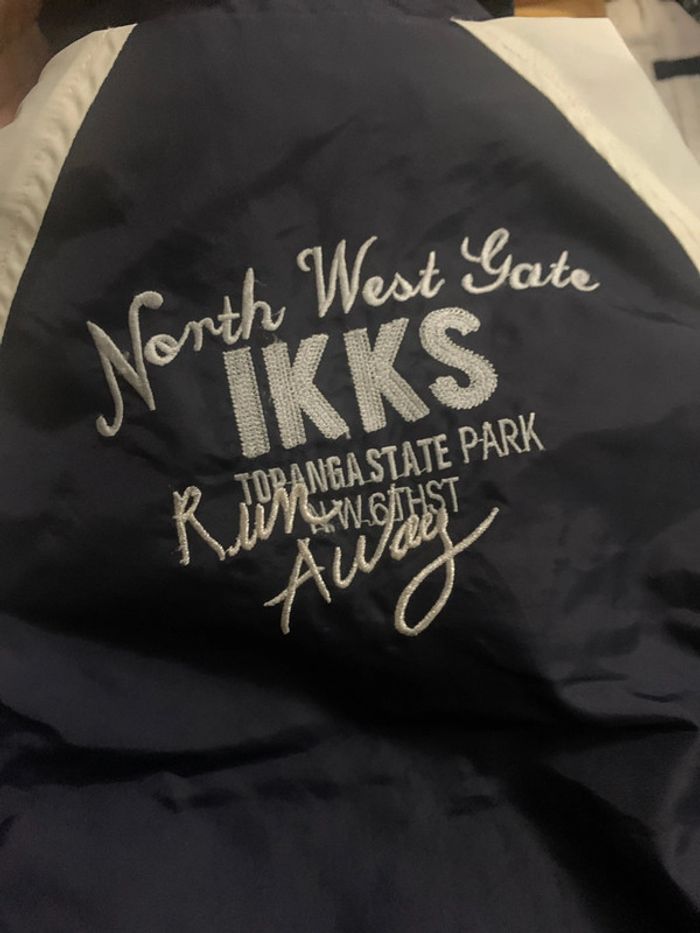 North West Gate
IKKS
TOPANGA STATE PARK
N.W.6THST
Run
Away